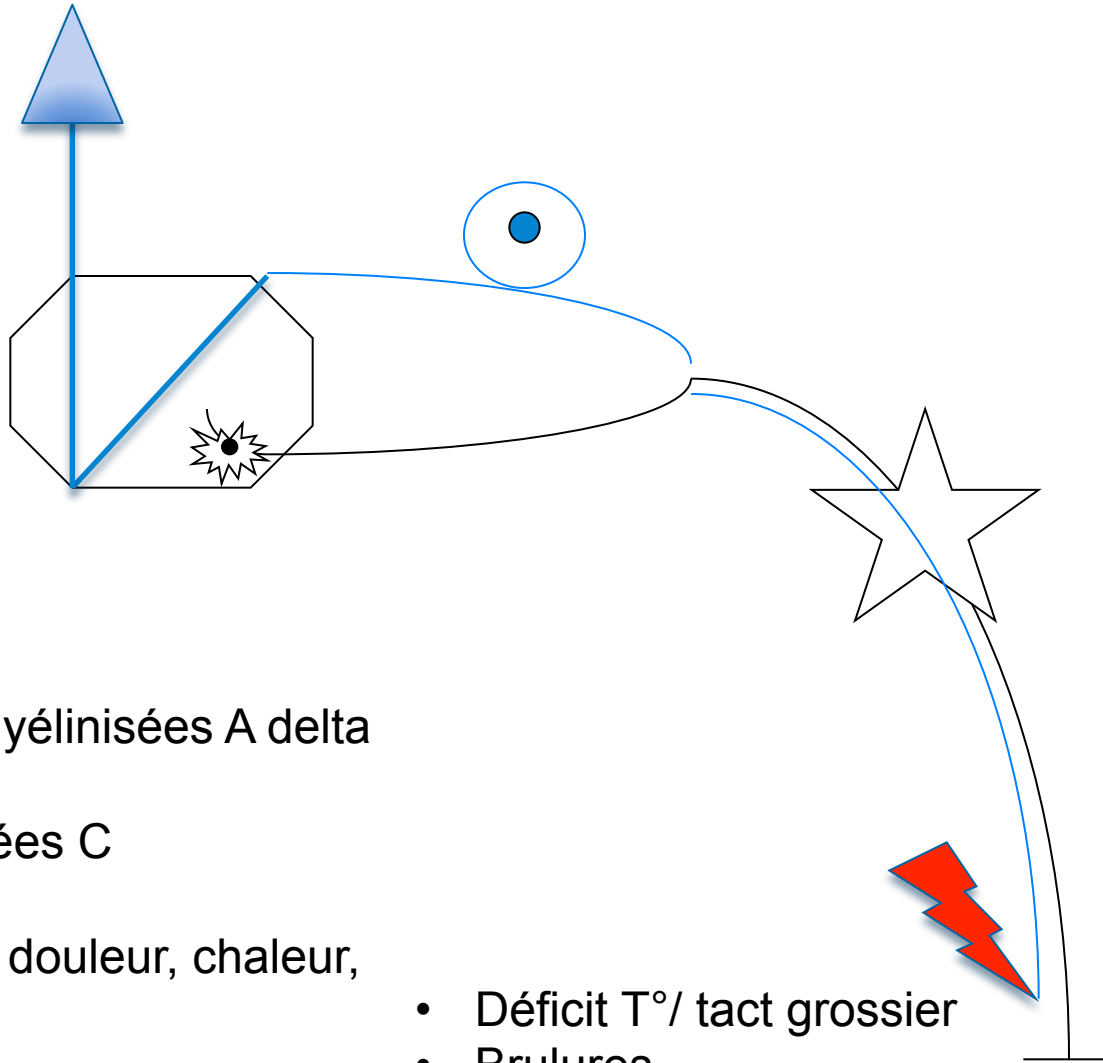 yélinisées A delta
ées C
douleur, chaleur,
• Déficit T°/ tact grossier
•